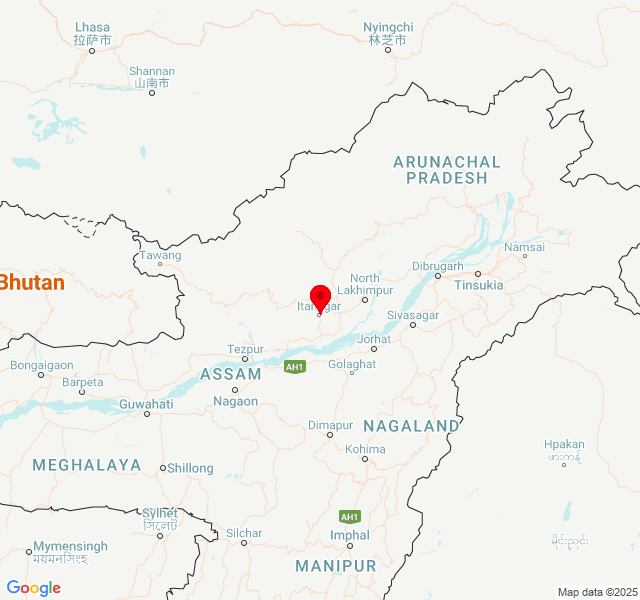 Lhasa
拉萨市
Nyingchi
林芝市
Shannan
山南市
ARUNACHAL
PRADESH
Tawang
Namsai
Bhutan
Dibrugarh
Tinsukia
North
Lakhimpur
Sivasagar
Jorhat
Tezpur
AH1
Golaghat
Bongaigaon
Barpeta
ASSAM
Nagaon
Guwahati
Dimapur
NAGALAND
Kohima
Hpakan
ဖားကန့်
MEGHALAYA
Shillong
AH1
Sylhet
সিলেট
Silchar
Imphal
Mymensingh
ময়মনসিংহ
MANIPUR
Google
Map data ©2025